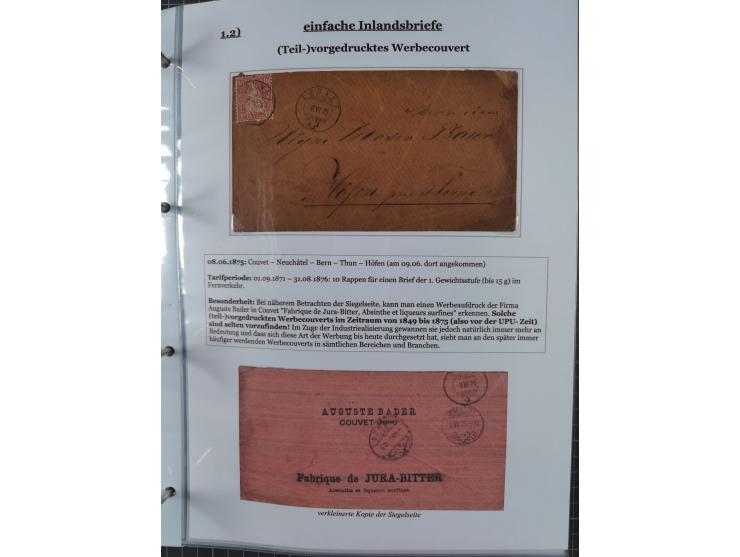 1.2)
einfache Inlandsbriefe
(Teil-)vorgedrucktes Werbecouvert
08.06.1875: Couvet – Neuchâtel – Bern – Thun – Höfen (am 09.06. dort angekommen)
Tarifperiode: 01.09.1871 – 31.08.1876: 10 Rappen für einen Brief der 1. Gewichtsstufe (bis 15 g) im
Fernverkehr.
Besonderheit: Bei näherem Betrachten der Siegelseite, kann man einen Werbeaufdruck der Firma
Auguste Bader in Couvet "Fabrique de Jura-Bitter, Absinthe et liqueurs surfines" erkennen. Solche
(teil-)vorgedruckten Werbecouverts im Zeitraum von 1849 bis 1875 (also vor der UPU- Zeit)
sind selten vorzufinden! Im Zuge der Industriealisierung gewannen sie jedoch natürlich immer mehr an
Bedeutung und dass sich diese Art der Werbung bis heute durchgesetzt hat, sieht man an den später immer
häufiger werdenden Werbecouverts in sämtlichen Bereichen und Branchen.
AUGUSTE BADER
COUVET
Fabrique de JURA-BITTER
Absinthe et liqueurs surfines
verkleinerte Kopie der Siegelseite